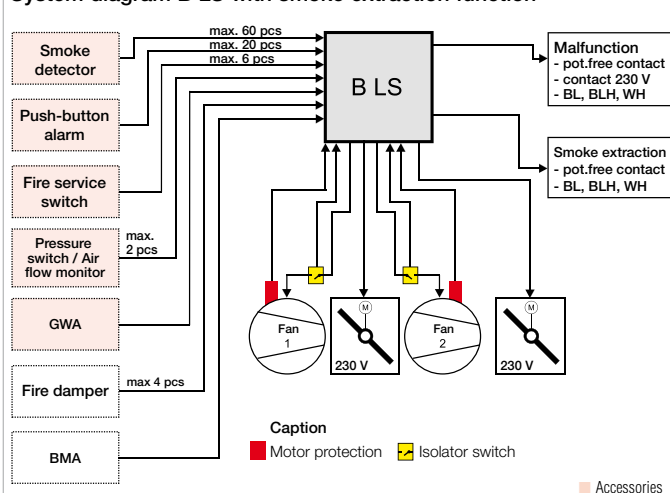 System diagram B LS with smoke extraction function
Smoke
detector
max. 60 pcs
max. 20 pcs
max. 6 pcs
Push-button
alarm
Fire service
switch
Pressure
switch / Air
flow monitor
max.
2 pcs
GWA
Fire damper
max 4 pcs
BMA
B LS
Malfunction
- pot.free contact
- contact 230 V
- BL, BLH, WH
Smoke extraction
- pot.free contact
- BL, BLH, WH
Fan
1
M
230 V
Fan
2
M
230 V
Caption
Motor protection
Isolator switch
Accessories